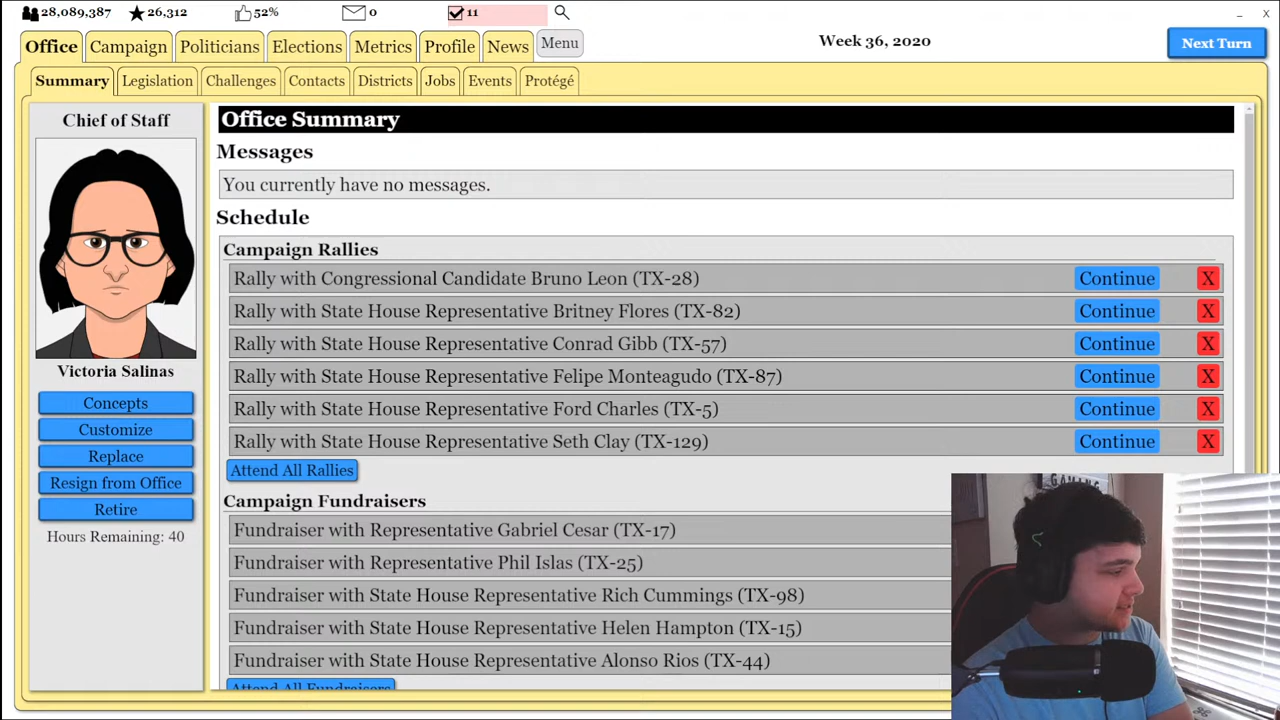 28,089,387 26,312 52% 0 11
Office Campaign Politicians Elections Metrics Profile News Menu Week 36, 2020 Next Turn
Summary Legislation Challenges Contacts Districts Jobs Events Protégé
Chief of Staff
Victoria Salinas
Concepts
Customize
Replace
Resign from Office
Retire
Hours Remaining: 40
Office Summary
Messages
You currently have no messages.
Schedule
Campaign Rallies
Rally with Congressional Candidate Bruno Leon (TX-28) Continue X
Rally with State House Representative Britney Flores (TX-82) Continue X
Rally with State House Representative Conrad Gibb (TX-57) Continue X
Rally with State House Representative Felipe Monteagudo (TX-87) Continue X
Rally with State House Representative Ford Charles (TX-5) Continue X
Rally with State House Representative Seth Clay (TX-129) Continue X
Attend All Rallies
Campaign Fundraisers
Fundraiser with Representative Gabriel Cesar (TX-17)
Fundraiser with Representative Phil Islas (TX-25)
Fundraiser with State House Representative Rich Cummings (TX-98)
Fundraiser with State House Representative Helen Hampton (TX-15)
Fundraiser with State House Representative Alonso Rios (TX-44)
Attend All Fundraisers